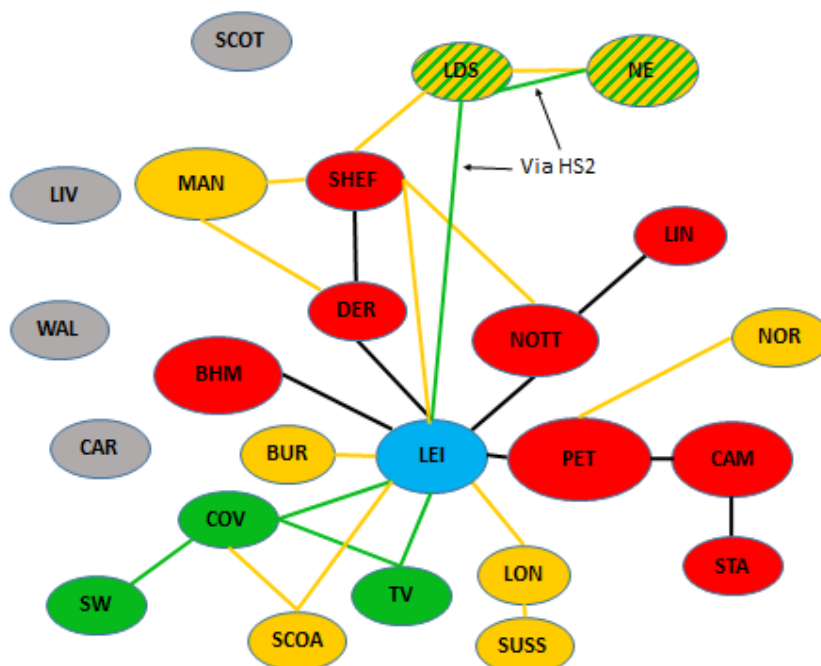 SCOT
LDS
NE
Via HS2
MAN
SHEF
LIV
LIN
DER
WAL
NOTT
NOR
BHM
CAR
BUR
LEI
PET
CAM
COV
STA
LON
SW
TV
SCOA
SUSS